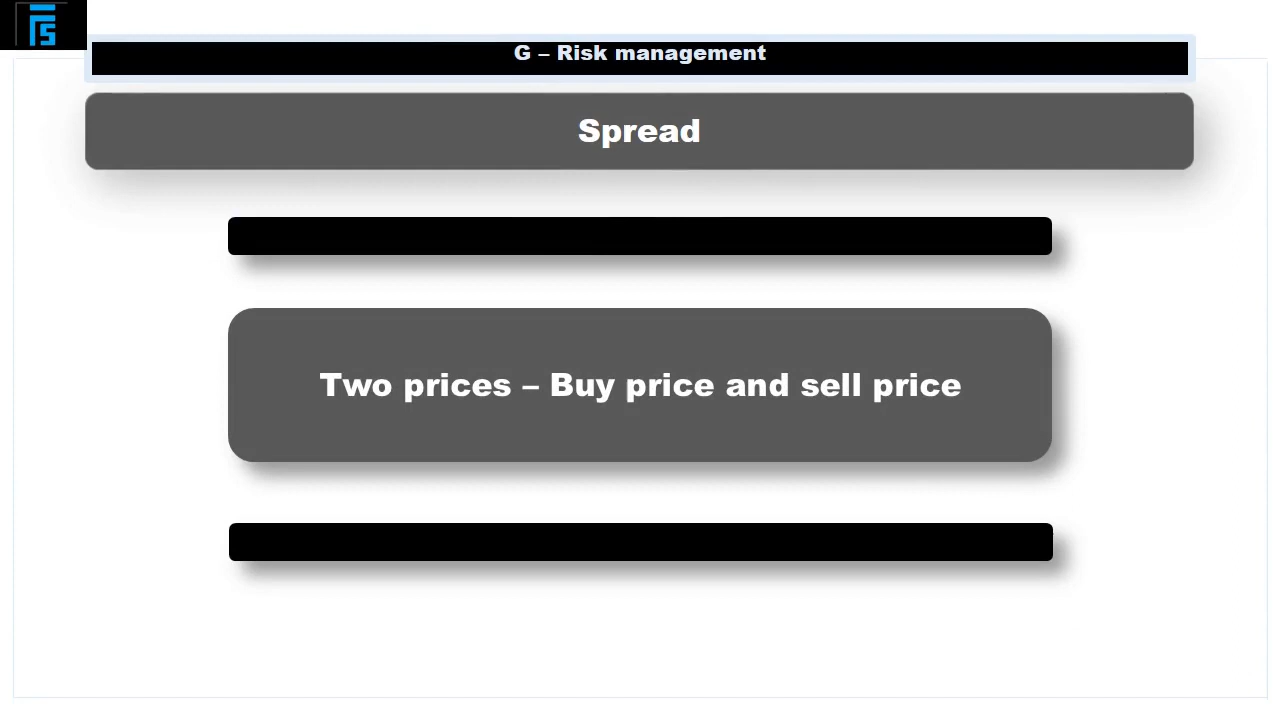 G – Risk management
Spread
Two prices – Buy price and sell price